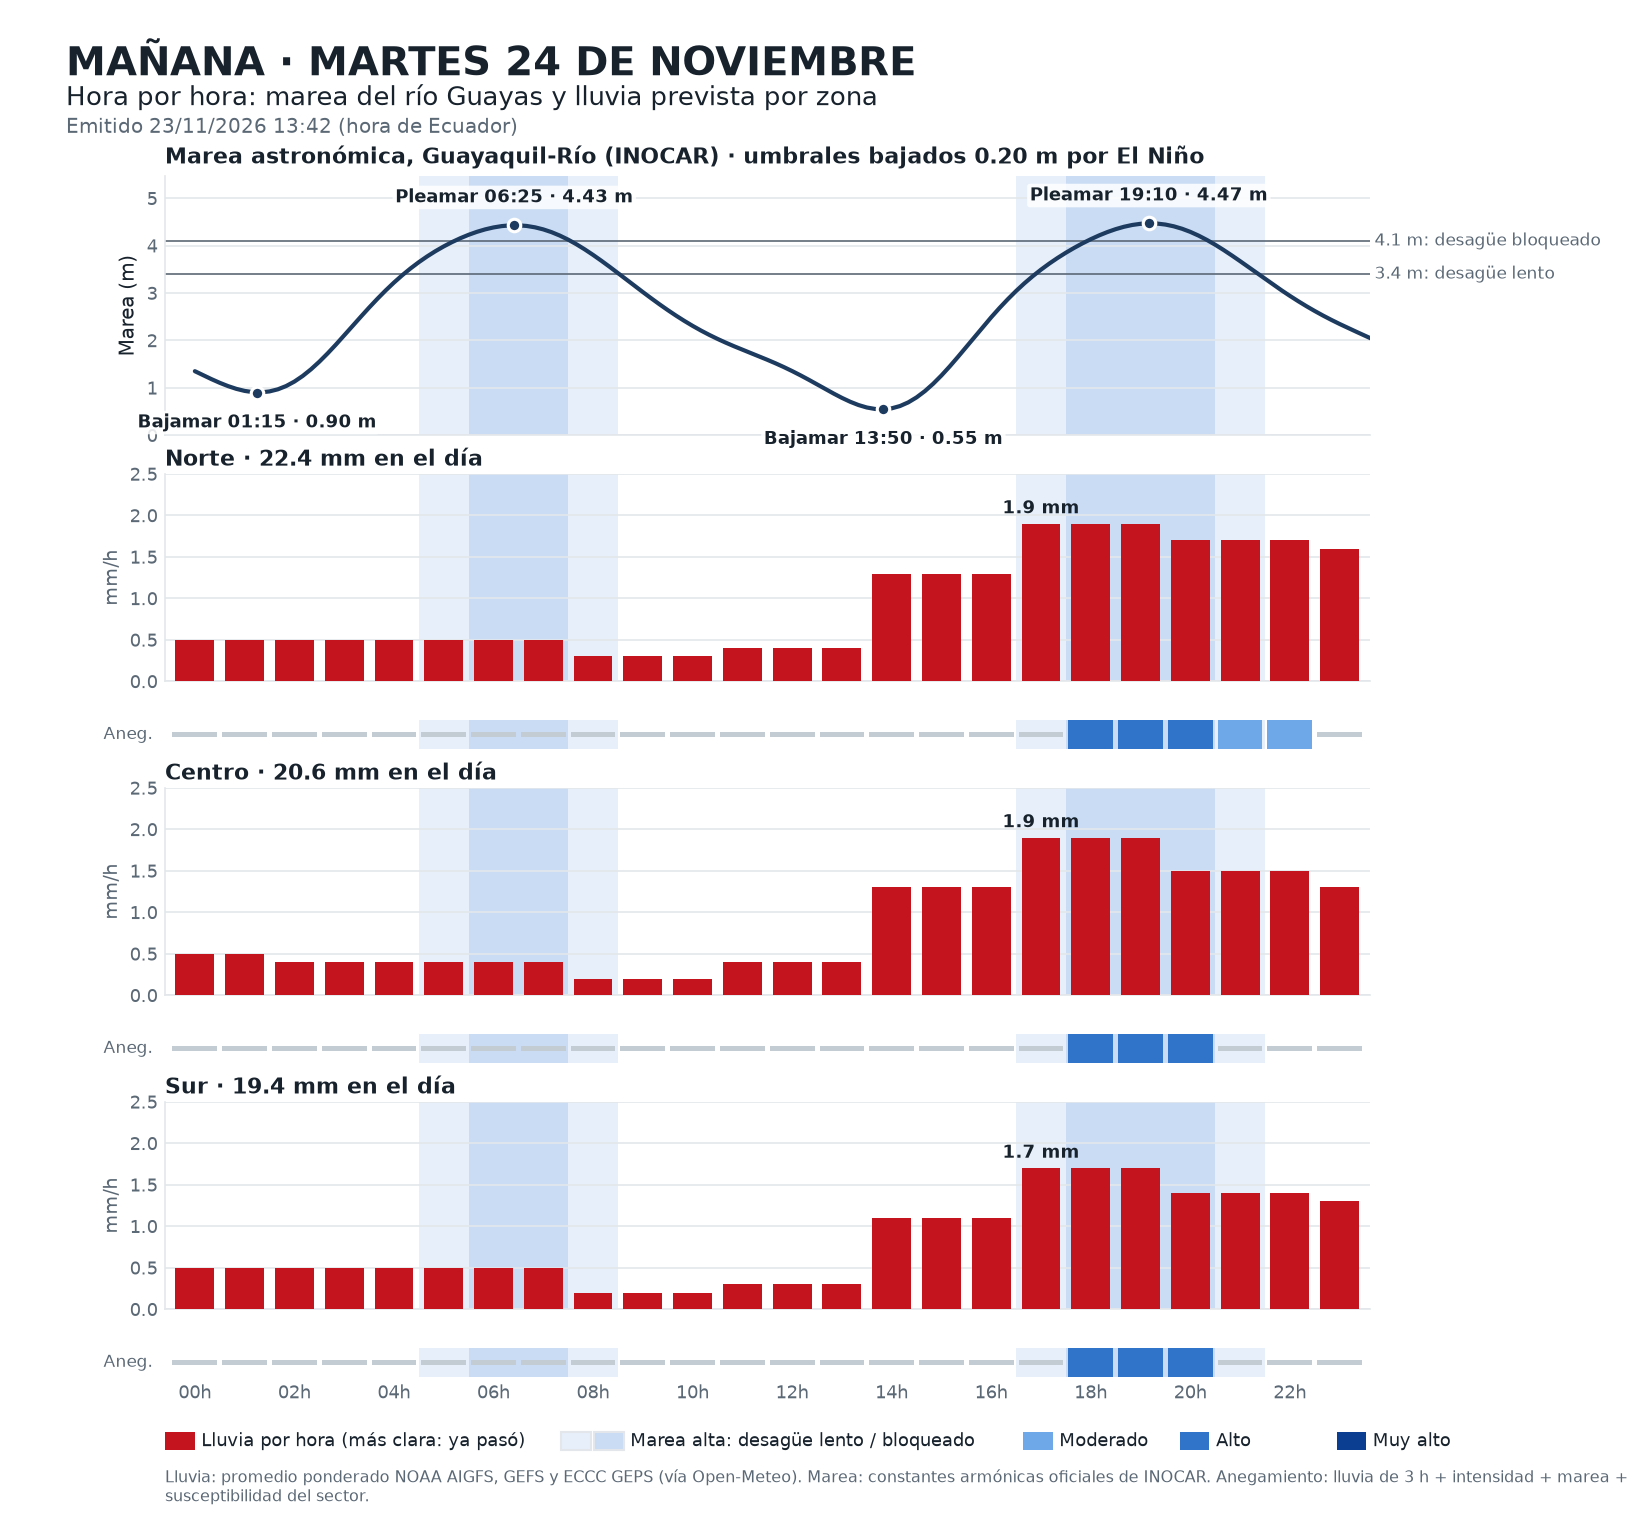 MAÑANA · MARTES 24 DE NOVIEMBRE
Hora por hora: marea del río Guayas y lluvia prevista por zona
Emitido 23/11/2026 13:42 (hora de Ecuador)
Marea astronómica, Guayaquil-Río (INOCAR) · umbrales bajados 0.20 m por El Niño
Pleamar 06:25 · 4.43 m
Pleamar 19:10 · 4.47 m
5
4
3
2
1
0
Marea (m)
4.1 m: desagüe bloqueado
3.4 m: desagüe lento
Bajamar 01:15 · 0.90 m
Bajamar 13:50 · 0.55 m
Norte · 22.4 mm en el día
2.5
2.0
1.5
1.0
0.5
0.0
mm/h
1.9 mm
Aneg.
Centro · 20.6 mm en el día
2.5
2.0
1.5
1.0
0.5
0.0
mm/h
1.9 mm
Aneg.
Sur · 19.4 mm en el día
2.5
2.0
1.5
1.0
0.5
0.0
mm/h
1.7 mm
Aneg.
00h 02h 04h 06h 08h 10h 12h 14h 16h 18h 20h 22h
Lluvia por hora (más clara: ya pasó) Marea alta: desagüe lento / bloqueado Moderado Alto Muy alto
Lluvia: promedio ponderado NOAA AIGFS, GEFS y ECCC GEPS (vía Open-Meteo). Marea: constantes armónicas oficiales de INOCAR. Anegamiento: lluvia de 3 h + intensidad + marea +
susceptibilidad del sector.